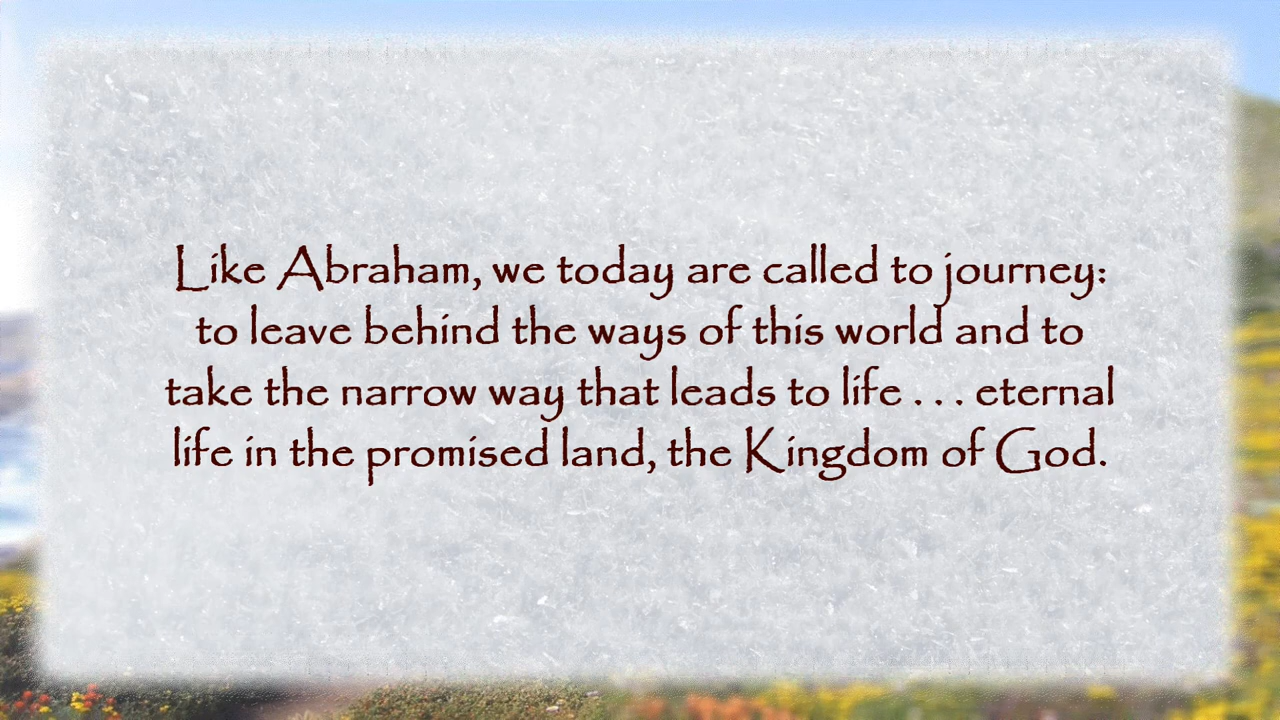 Like Abraham, we today are called to journey:
to leave behind the ways of this world and to
take the narrow way that leads to life . . . eternal
life in the promised land, the Kingdom of God.